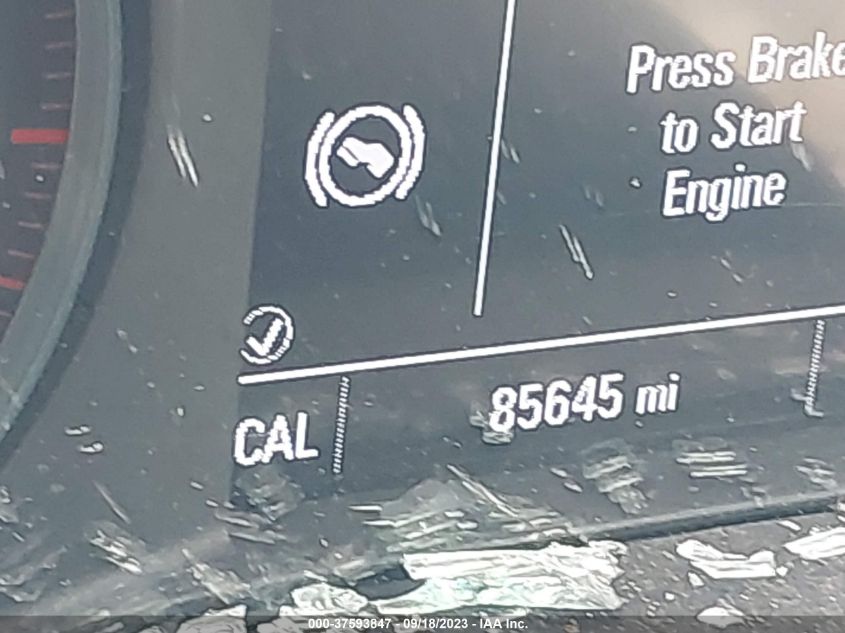 Press Brake
to Start
Engine
CAL
85645 mi
000-37593847 - 09/18/2023 - IAA Inc.